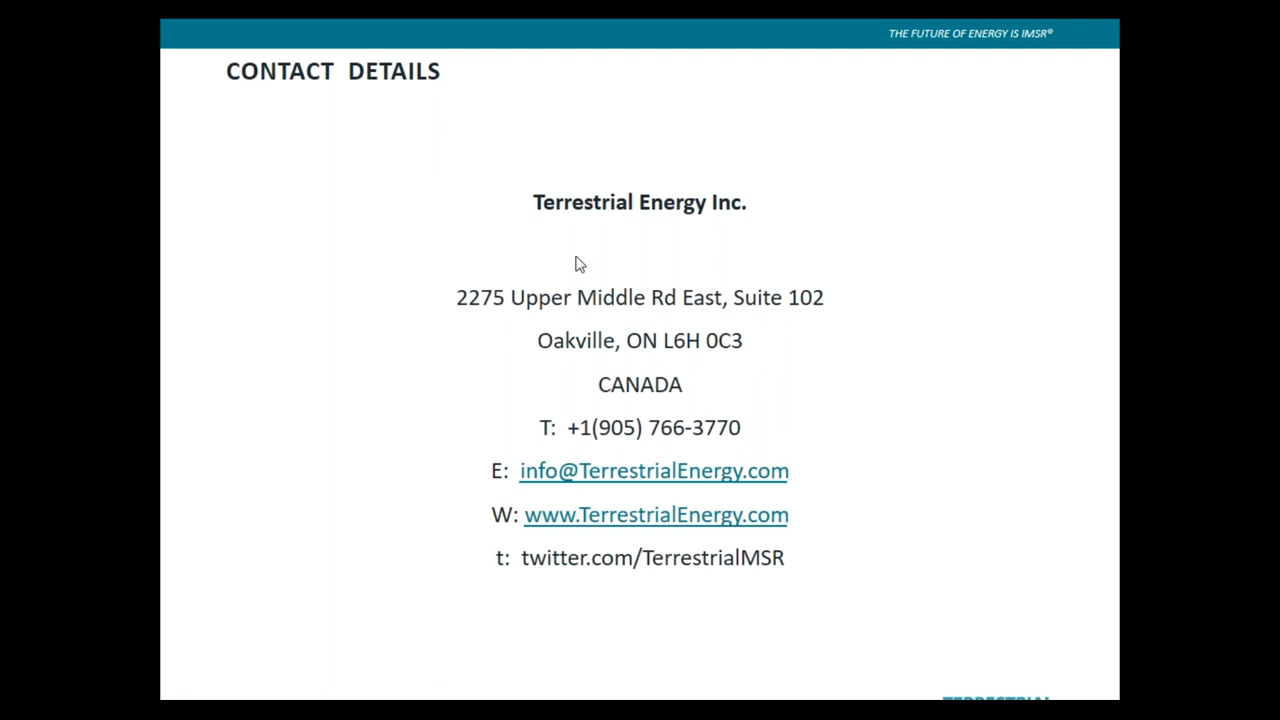 THE FUTURE OF ENERGY IS IMSR®
CONTACT DETAILS
Terrestrial Energy Inc.
2275 Upper Middle Rd East, Suite 102
Oakville, ON L6H 0C3
CANADA
T: +1(905) 766-3770
E: info@TerrestrialEnergy.com
W: www.TerrestrialEnergy.com
t: twitter.com/TerrestrialMSR
TERRESTRIAL